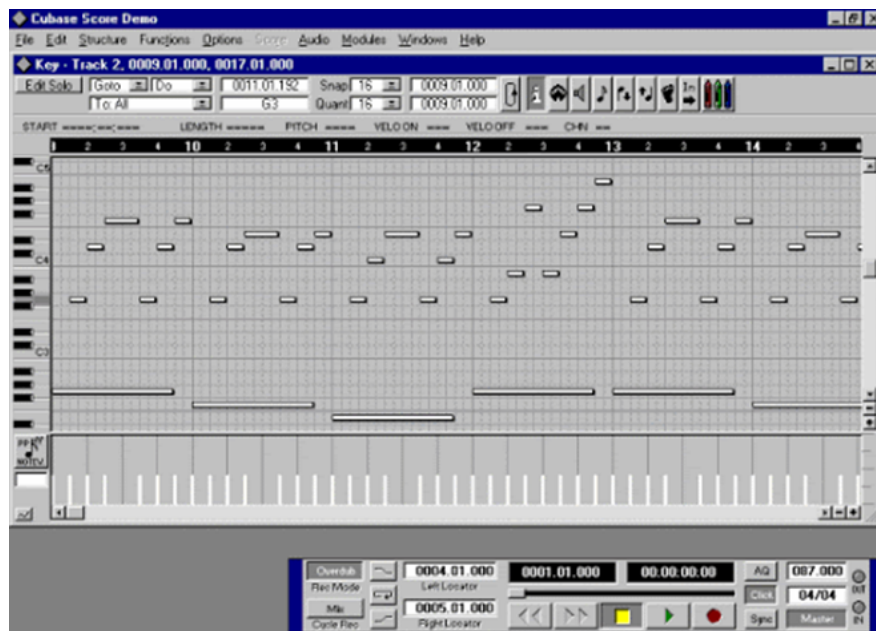 Cubase Score Demo
File Edit Structure Functions Options Score Audio Modules Windows Help
Key - Track 2, 0009.01.000, 0017.01.000
Edit Solo Goto Do 0011.01.192 Snap 16 0009.01.000
To: All G3 Quant 16 0009.01.000
START LENGTH PITCH VELO ON VELO OFF CHN
2 3 4 10 2 3 4 11 2 3 4 12 2 3 4 13 2 3 4 14 2 3 4
C5
C4
C3
Overdub 0004.01.000 0001.01.000 00:00:00:00 AQ 087.000
Rec Mode Left Locator Click 04/04 OUT
Mix 0005.01.000 Sync Master IN
Cycle Rec Right Locator